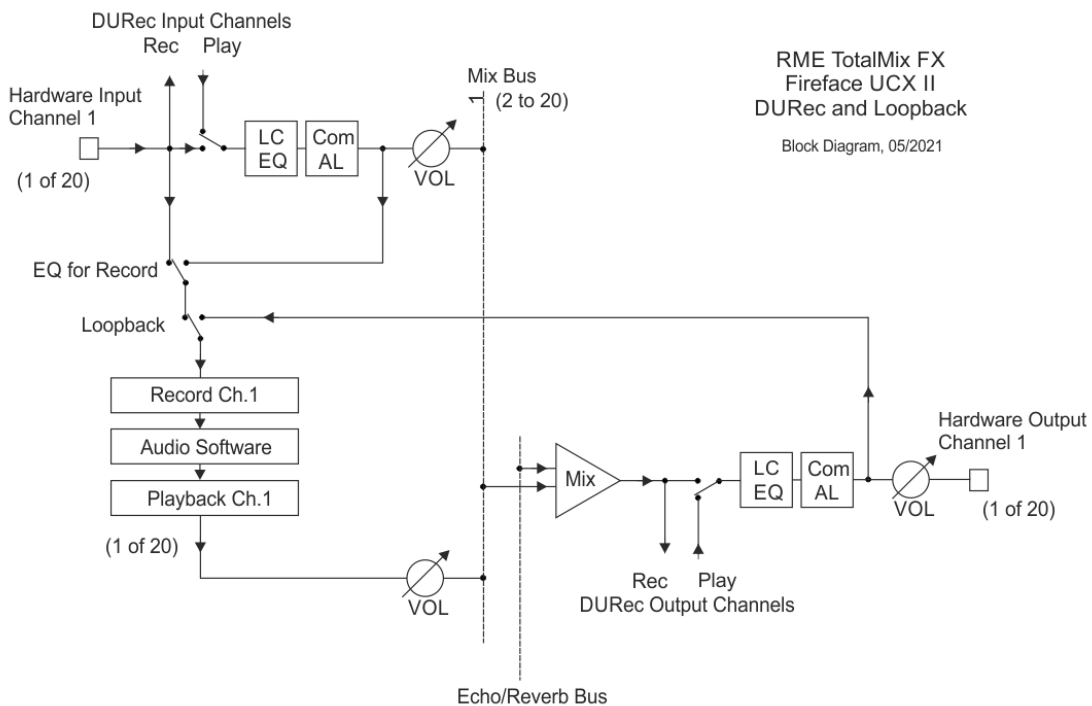 DURec Input Channels
Rec Play
Hardware Input
Channel 1
(1 of 20)
LC
EQ
Com
AL
VOL
Mix Bus
1 (2 to 20)
RME TotalMix FX
Fireface UCX II
DURec and Loopback
Block Diagram, 05/2021
EQ for Record
Loopback
Record Ch.1
Audio Software
Playback Ch.1
(1 of 20)
VOL
Mix
LC
EQ
Com
AL
Hardware Output
Channel 1
VOL
(1 of 20)
Rec Play
DURec Output Channels
Echo/Reverb Bus